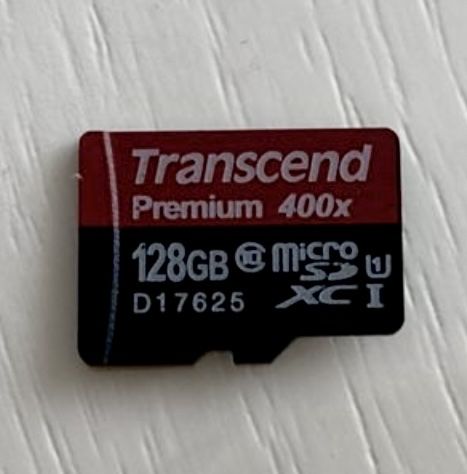 Transcend
Premium 400x
128GB 10 micro SD XC I U1
D17625